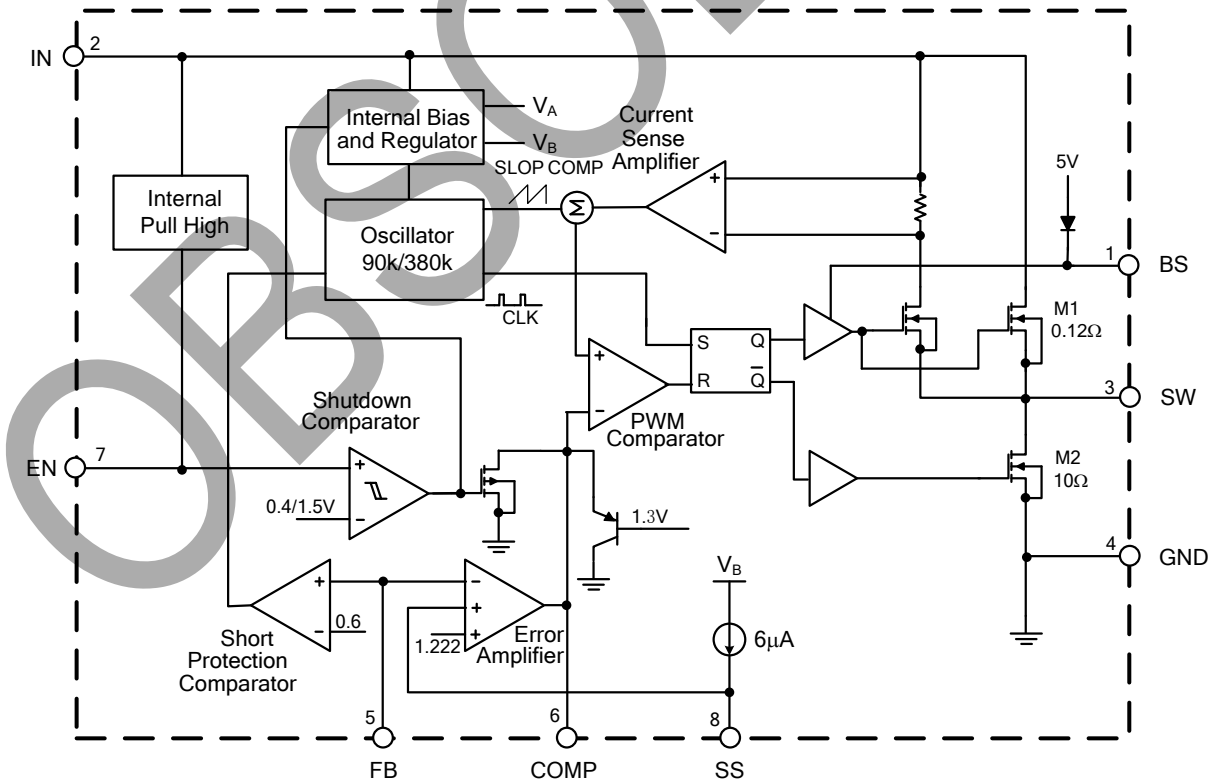 OBSOLE
IN
2
Internal Bias
and Regulator
VA
VB
Current
Sense
Amplifier
SLOP COMP
5V
Internal
Pull High
Σ
+
−
Oscillator
90k/380k
CLK
1
BS
M1
0.12Ω
S
Q
R
Q̅
+
−
PWM
Comparator
3
SW
Shutdown
Comparator
EN
7
+
−
0.4/1.5V
M2
10Ω
1.3V
4
GND
VB
+
−
0.6
Short
Protection
Comparator
−
+
+
1.222
Error
Amplifier
6μA
5
FB
6
COMP
8
SS